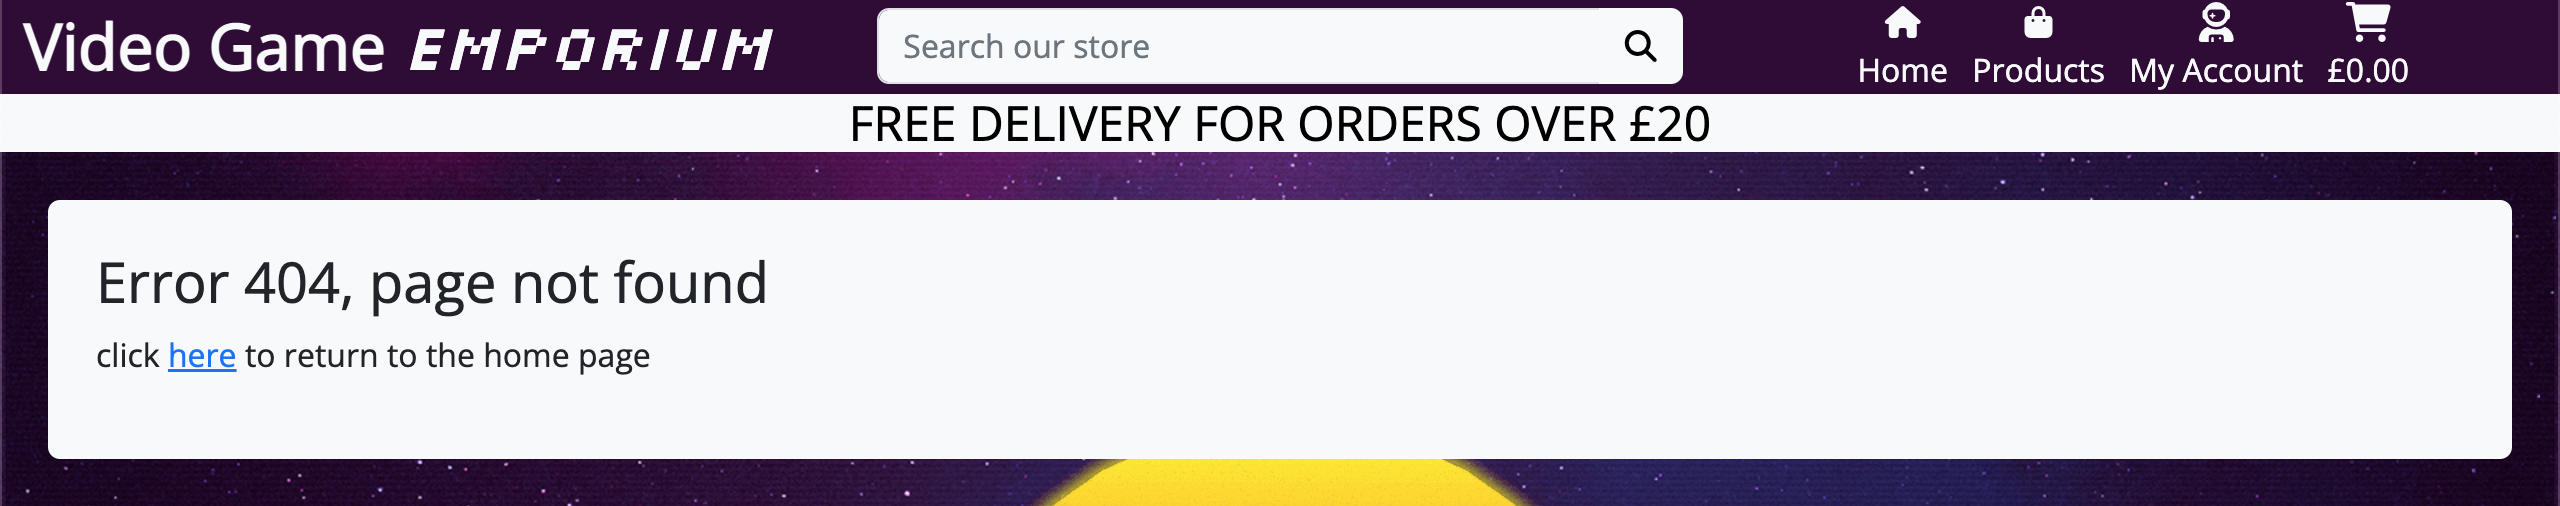 Video Game EMPORIUM
Search our store
Home Products My Account £0.00
FREE DELIVERY FOR ORDERS OVER £20
Error 404, page not found
click here to return to the home page